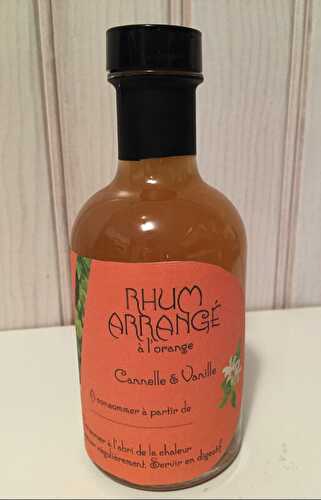 RHUM
ARRANGÉ
à l'orange
Cannelle & Vanille
A consommer à partir de
à l'abri de la chaleur
régulièrement. Servir en digestif